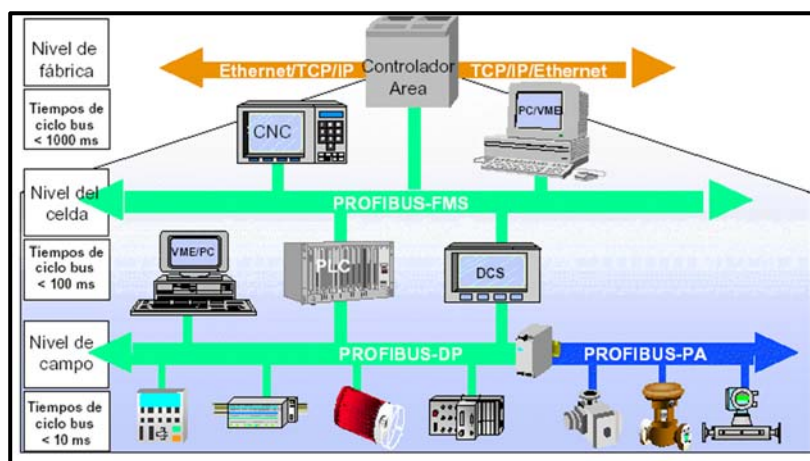 Nivel de
fábrica
Ethernet/TCP/IP
Controlador
Area
TCP/IP/Ethernet
Tiempos de
ciclo bus
< 1000 ms
CNC
PC/VME
Nivel del
celda
PROFIBUS-FMS
Tiempos de
ciclo bus
< 100 ms
VME/PC
PLC
DCS
Nivel de
campo
PROFIBUS-DP
PROFIBUS-PA
Tiempos de
ciclo bus
< 10 ms